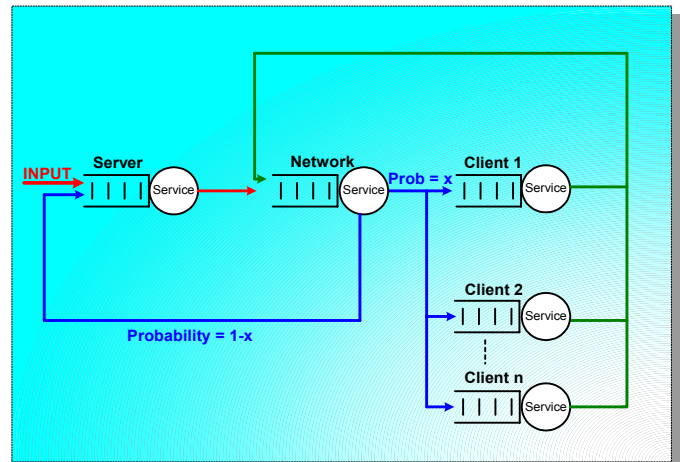 Server
Network
Client 1
INPUT
Service
Service
Prob = x
Service
Client 2
Service
Probability = 1-x
Client n
Service